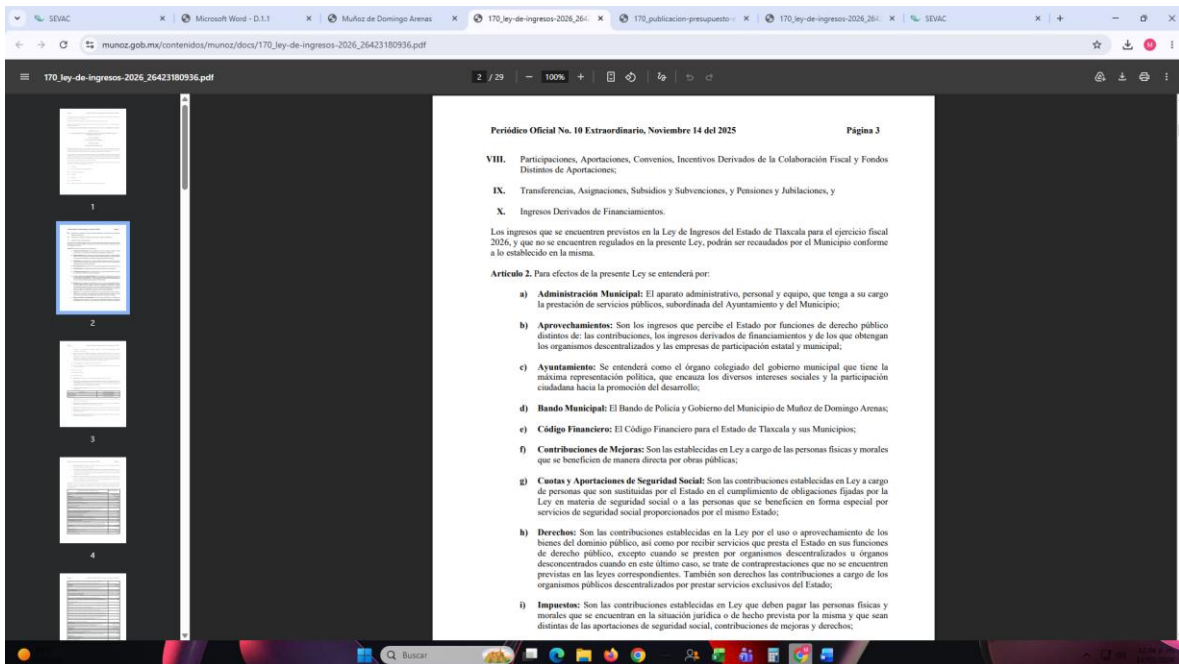 SEVAC
Microsoft Word - D.1.1
Muñoz de Domingo Arenas
170_ley-de-ingresos-2026_264
170_publicacion-presupuesto-
170_ley-de-ingresos-2026_264
SEVAC
munoz.gob.mx/contenidos/munoz/docs/170_ley-de-ingresos-2026_26423180936.pdf
170_ley-de-ingresos-2026_26423180936.pdf
2 / 29
100%
1
2
3
4
Periódico Oficial No. 10 Extraordinario, Noviembre 14 del 2025 Página 3
VIII. Participaciones, Aportaciones, Convenios, Incentivos Derivados de la Colaboración Fiscal y Fondos
Distintos de Aportaciones;
IX. Transferencias, Asignaciones, Subsidios y Subvenciones, y Pensiones y Jubilaciones, y
X. Ingresos Derivados de Financiamientos.
Los ingresos que se encuentren previstos en la Ley de Ingresos del Estado de Tlaxcala para el ejercicio fiscal
2026, y que no se encuentren regulados en la presente Ley, podrán ser recaudados por el Municipio conforme
a lo establecido en la misma.
Artículo 2. Para efectos de la presente Ley se entenderá por:
a) Administración Municipal: El aparato administrativo, personal y equipo, que tenga a su cargo
la prestación de servicios públicos, subordinada del Ayuntamiento y del Municipio;
b) Aprovechamientos: Son los ingresos que percibe el Estado por funciones de derecho público
distintos de: las contribuciones, los ingresos derivados de financiamientos y de los que obtengan
los organismos descentralizados y las empresas de participación estatal y municipal;
c) Ayuntamiento: Se entenderá como el órgano colegiado del gobierno municipal que tiene la
máxima representación política, que encauza los diversos intereses sociales y la participación
ciudadana hacia la promoción del desarrollo;
d) Bando Municipal: El Bando de Policía y Gobierno del Municipio de Muñoz de Domingo Arenas;
e) Código Financiero: El Código Financiero para el Estado de Tlaxcala y sus Municipios;
f) Contribuciones de Mejoras: Son las establecidas en Ley a cargo de las personas físicas y morales
que se beneficien de manera directa por obras públicas;
g) Cuotas y Aportaciones de Seguridad Social: Son las contribuciones establecidas en Ley a cargo
de personas que son sustituidas por el Estado en el cumplimiento de obligaciones fijadas por la
Ley en materia de seguridad social o a las personas que se beneficien en forma especial por
servicios de seguridad social proporcionados por el mismo Estado;
h) Derechos: Son las contribuciones establecidas en la Ley por el uso o aprovechamiento de los
bienes del dominio público, así como por recibir servicios que presta el Estado en sus funciones
de derecho público, excepto cuando se presten por organismos descentralizados u órganos
desconcentrados cuando en este último caso, se trate de contraprestaciones que no se encuentren
previstas en las leyes correspondientes. También son derechos las contribuciones a cargo de los
organismos públicos descentralizados por prestar servicios exclusivos del Estado;
i) Impuestos: Son las contribuciones establecidas en Ley que deben pagar las personas físicas y
morales que se encuentran en la situación jurídica o de hecho prevista por la misma y que sean
distintas de las aportaciones de seguridad social, contribuciones de mejoras y derechos;
Buscar